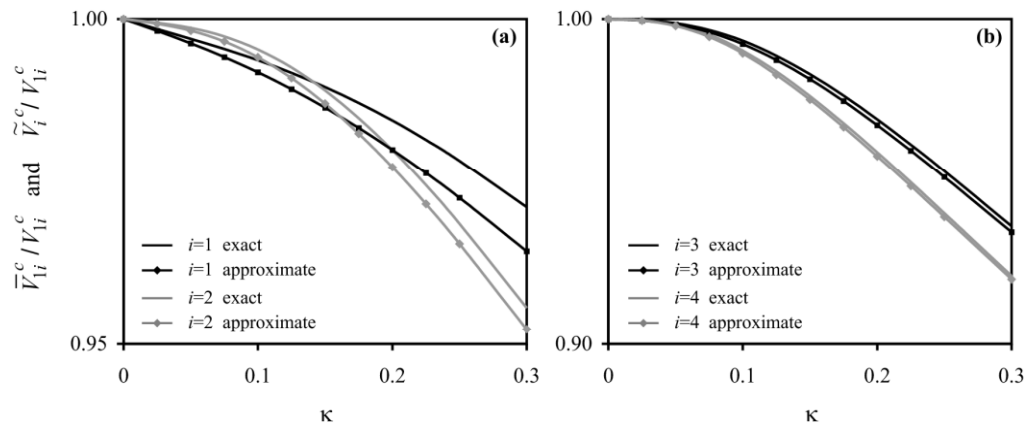 V̅₁ᵢᶜ / V₁ᵢᶜ and Ṽᵢᶜ / V₁ᵢᶜ
1.00
(a)
i=1 exact
i=1 approximate
i=2 exact
i=2 approximate
0.95
0 0.1 0.2 0.3
κ
1.00
(b)
i=3 exact
i=3 approximate
i=4 exact
i=4 approximate
0.90
0 0.1 0.2 0.3
κ